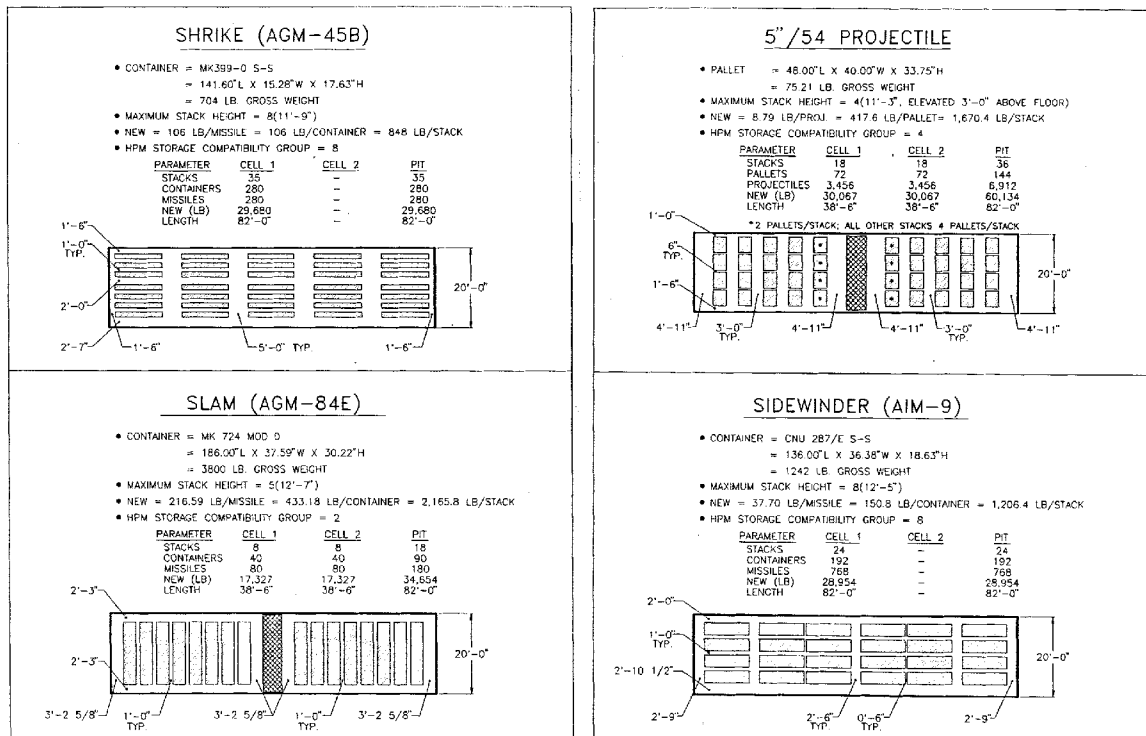 SHRIKE (AGM-45B)
• CONTAINER = MK399-0 S-S
= 141.60"L X 15.28"W X 17.63"H
= 704 LB. GROSS WEIGHT
• MAXIMUM STACK HEIGHT = 8(11'-9")
• NEW = 106 LB/MISSILE = 106 LB/CONTAINER = 848 LB/STACK
• HPM STORAGE COMPATIBILITY GROUP = 8
PARAMETER CELL 1 CELL 2 PIT
STACKS 35 - 35
CONTAINERS 280 - 280
MISSILES 280 - 280
NEW (LB) 29,680 - 29,680
LENGTH 82'-0" - 82'-0"
1'-6"
1'-0"
TYP.
2'-0"
20'-0"
2'-7"
1'-6"
5'-0" TYP.
1'-6"
5"/54 PROJECTILE
• PALLET = 48.00"L X 40.00"W X 33.75"H
= 75.21 LB. GROSS WEIGHT
• MAXIMUM STACK HEIGHT = 4(11'-3", ELEVATED 3'-0" ABOVE FLOOR)
• NEW = 8.79 LB/PROJ. = 417.6 LB/PALLET= 1,670.4 LB/STACK
• HPM STORAGE COMPATIBILITY GROUP = 4
PARAMETER CELL 1 CELL 2 PIT
STACKS 18 18 36
PALLETS 72 72 144
PROJECTILES 3,456 3,456 6,912
NEW (LB) 30,067 30,067 60,134
LENGTH 38'-6" 38'-6" 82'-0"
*2 PALLETS/STACK; ALL OTHER STACKS 4 PALLETS/STACK
1'-0"
6"
TYP.
20'-0"
1'-6"
4'-11" 3'-0" 4'-11" 4'-11" 3'-0" 4'-11"
TYP. TYP.
SLAM (AGM-84E)
• CONTAINER = MK 724 MOD 0
= 186.00"L X 37.59"W X 30.22"H
= 3800 LB. GROSS WEIGHT
• MAXIMUM STACK HEIGHT = 5(12'-7")
• NEW = 216.59 LB/MISSILE = 433.18 LB/CONTAINER = 2,165.8 LB/STACK
• HPM STORAGE COMPATIBILITY GROUP = 2
PARAMETER CELL 1 CELL 2 PIT
STACKS 8 8 18
CONTAINERS 40 40 90
MISSILES 80 80 180
NEW (LB) 17,327 17,327 34,654
LENGTH 38'-6" 38'-6" 82'-0"
2'-3"
2'-3"
20'-0"
3'-2 5/8" 1'-0" 3'-2 5/8" 1'-0" 3'-2 5/8"
TYP. TYP.
SIDEWINDER (AIM-9)
• CONTAINER = CNU 287/E S-S
= 136.00"L X 36.38"W X 18.63"H
= 1242 LB. GROSS WEIGHT
• MAXIMUM STACK HEIGHT = 8(12'-5")
• NEW = 37.70 LB/MISSILE = 150.8 LB/CONTAINER = 1,206.4 LB/STACK
• HPM STORAGE COMPATIBILITY GROUP = 8
PARAMETER CELL 1 CELL 2 PIT
STACKS 24 - 24
CONTAINERS 192 - 192
MISSILES 768 - 768
NEW (LB) 28,954 - 28,954
LENGTH 82'-0" - 82'-0"
2'-0"
1'-0"
TYP.
2'-10 1/2"
20'-0"
2'-9" 2'-6" 0'-6" 2'-9"
TYP. TYP.